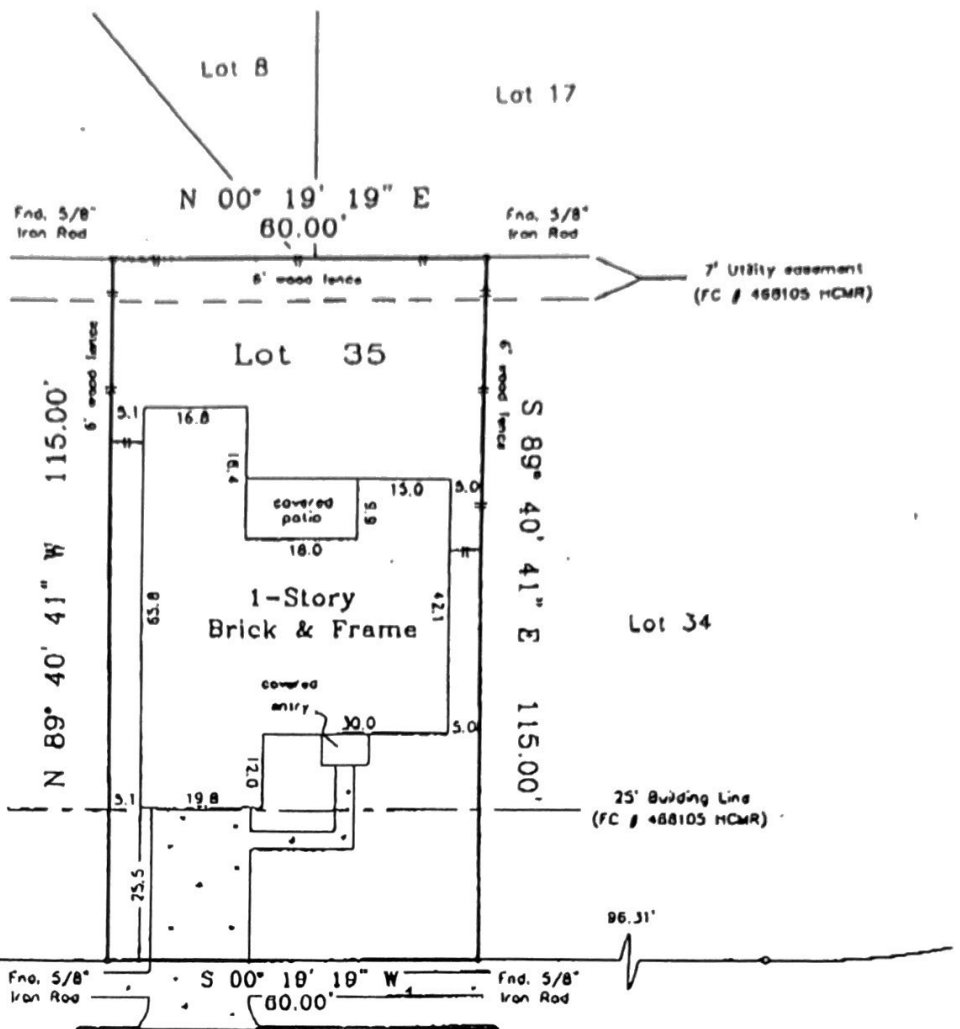 Lot 8
Lot 17
N 00° 19' 19" E
60.00'
Fnd. 5/8"
Iron Rod
Fnd. 5/8"
Iron Rod
6' wood fence
7' Utility easement
(FC # 468105 HCMR)
Lot 35
6' wood fence
6' wood fence
N 89° 40' 41" W 115.00'
S 89° 40' 41" E 115.00'
5.1
16.8
16.4
15.0
5.0
covered
patio
9.9
18.0
65.8
1-Story
Brick & Frame
42.1
Lot 34
covered
entry
30.0
5.0
12.0
5.1
19.8
25' Building Line
(FC # 468105 HCMR)
25.5
96.31'
Fnd. 5/8"
Iron Rod
S 00° 19' 19" W
60.00'
Fnd. 5/8"
Iron Rod